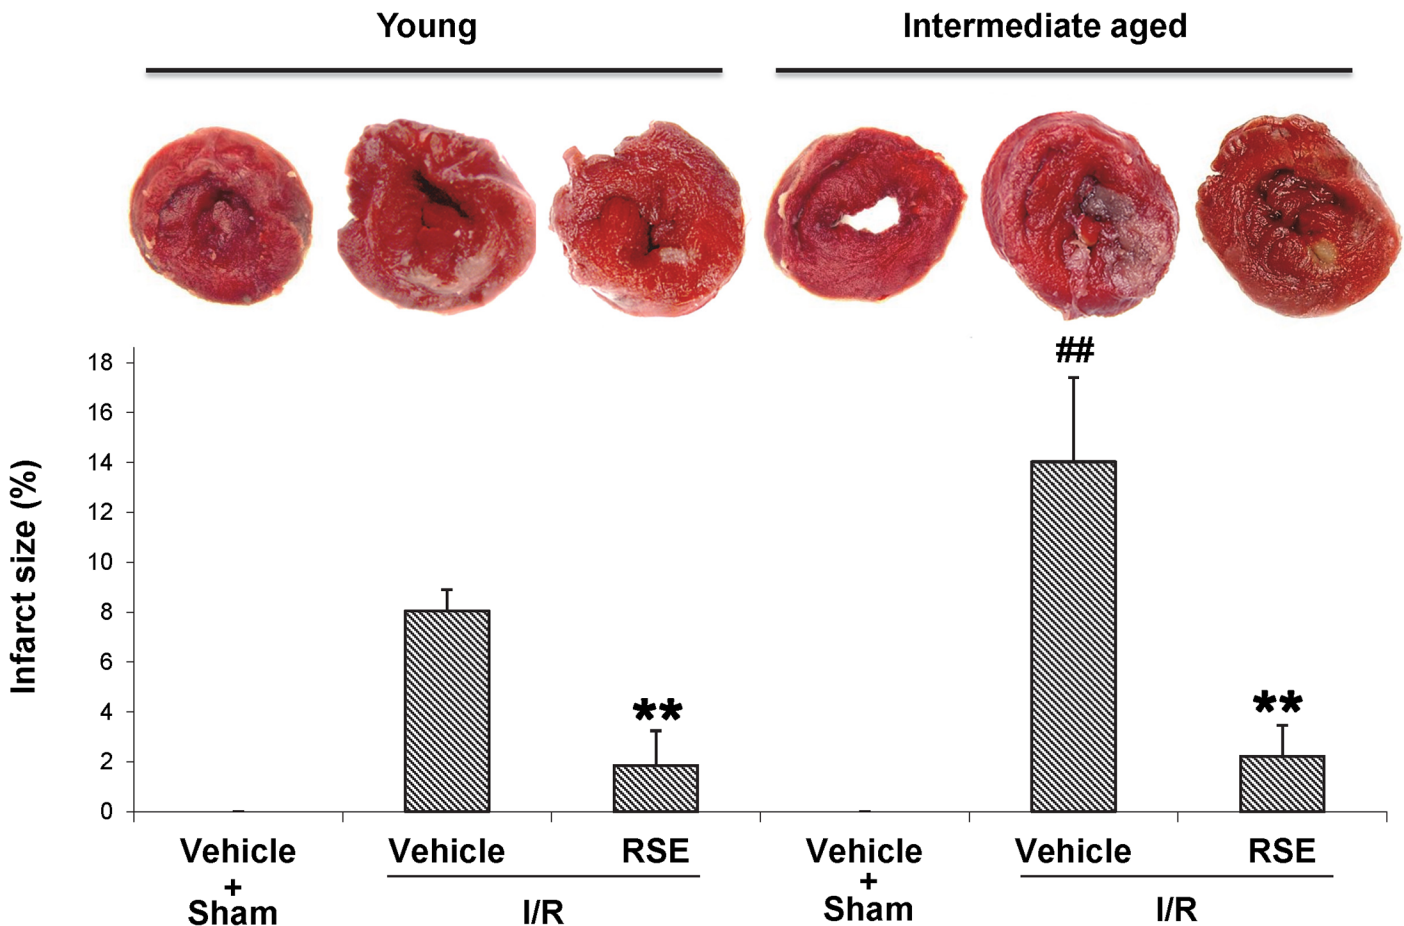 Young
Intermediate aged
Infarct size (%)
18
16
14
12
10
8
6
4
2
0
**
##
**
Vehicle
+
Sham
Vehicle
RSE
I/R
Vehicle
+
Sham
Vehicle
RSE
I/R